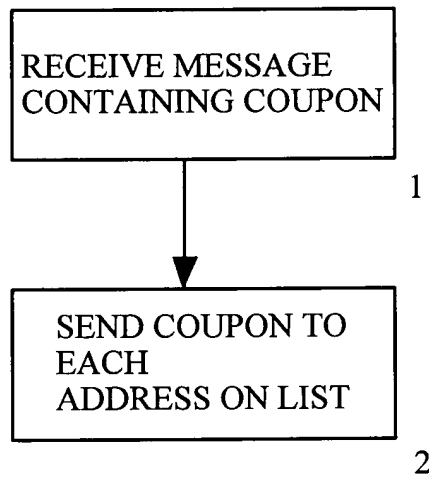 RECEIVE MESSAGE
CONTAINING COUPON
1
SEND COUPON TO
EACH
ADDRESS ON LIST
2